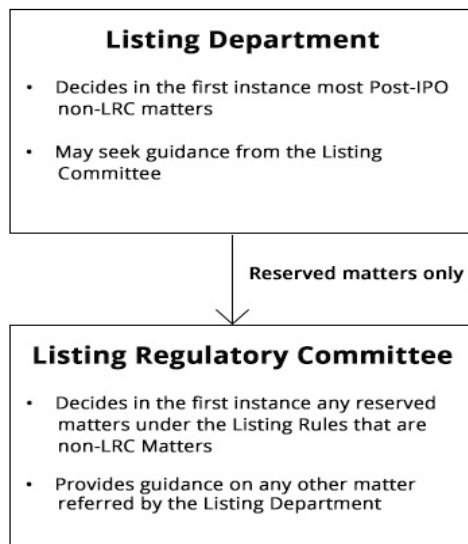 Listing Department
• Decides in the first instance most Post-IPO
non-LRC matters
• May seek guidance from the Listing
Committee
Reserved matters only
Listing Regulatory Committee
• Decides in the first instance any reserved
matters under the Listing Rules that are
non-LRC Matters
• Provides guidance on any other matter
referred by the Listing Department